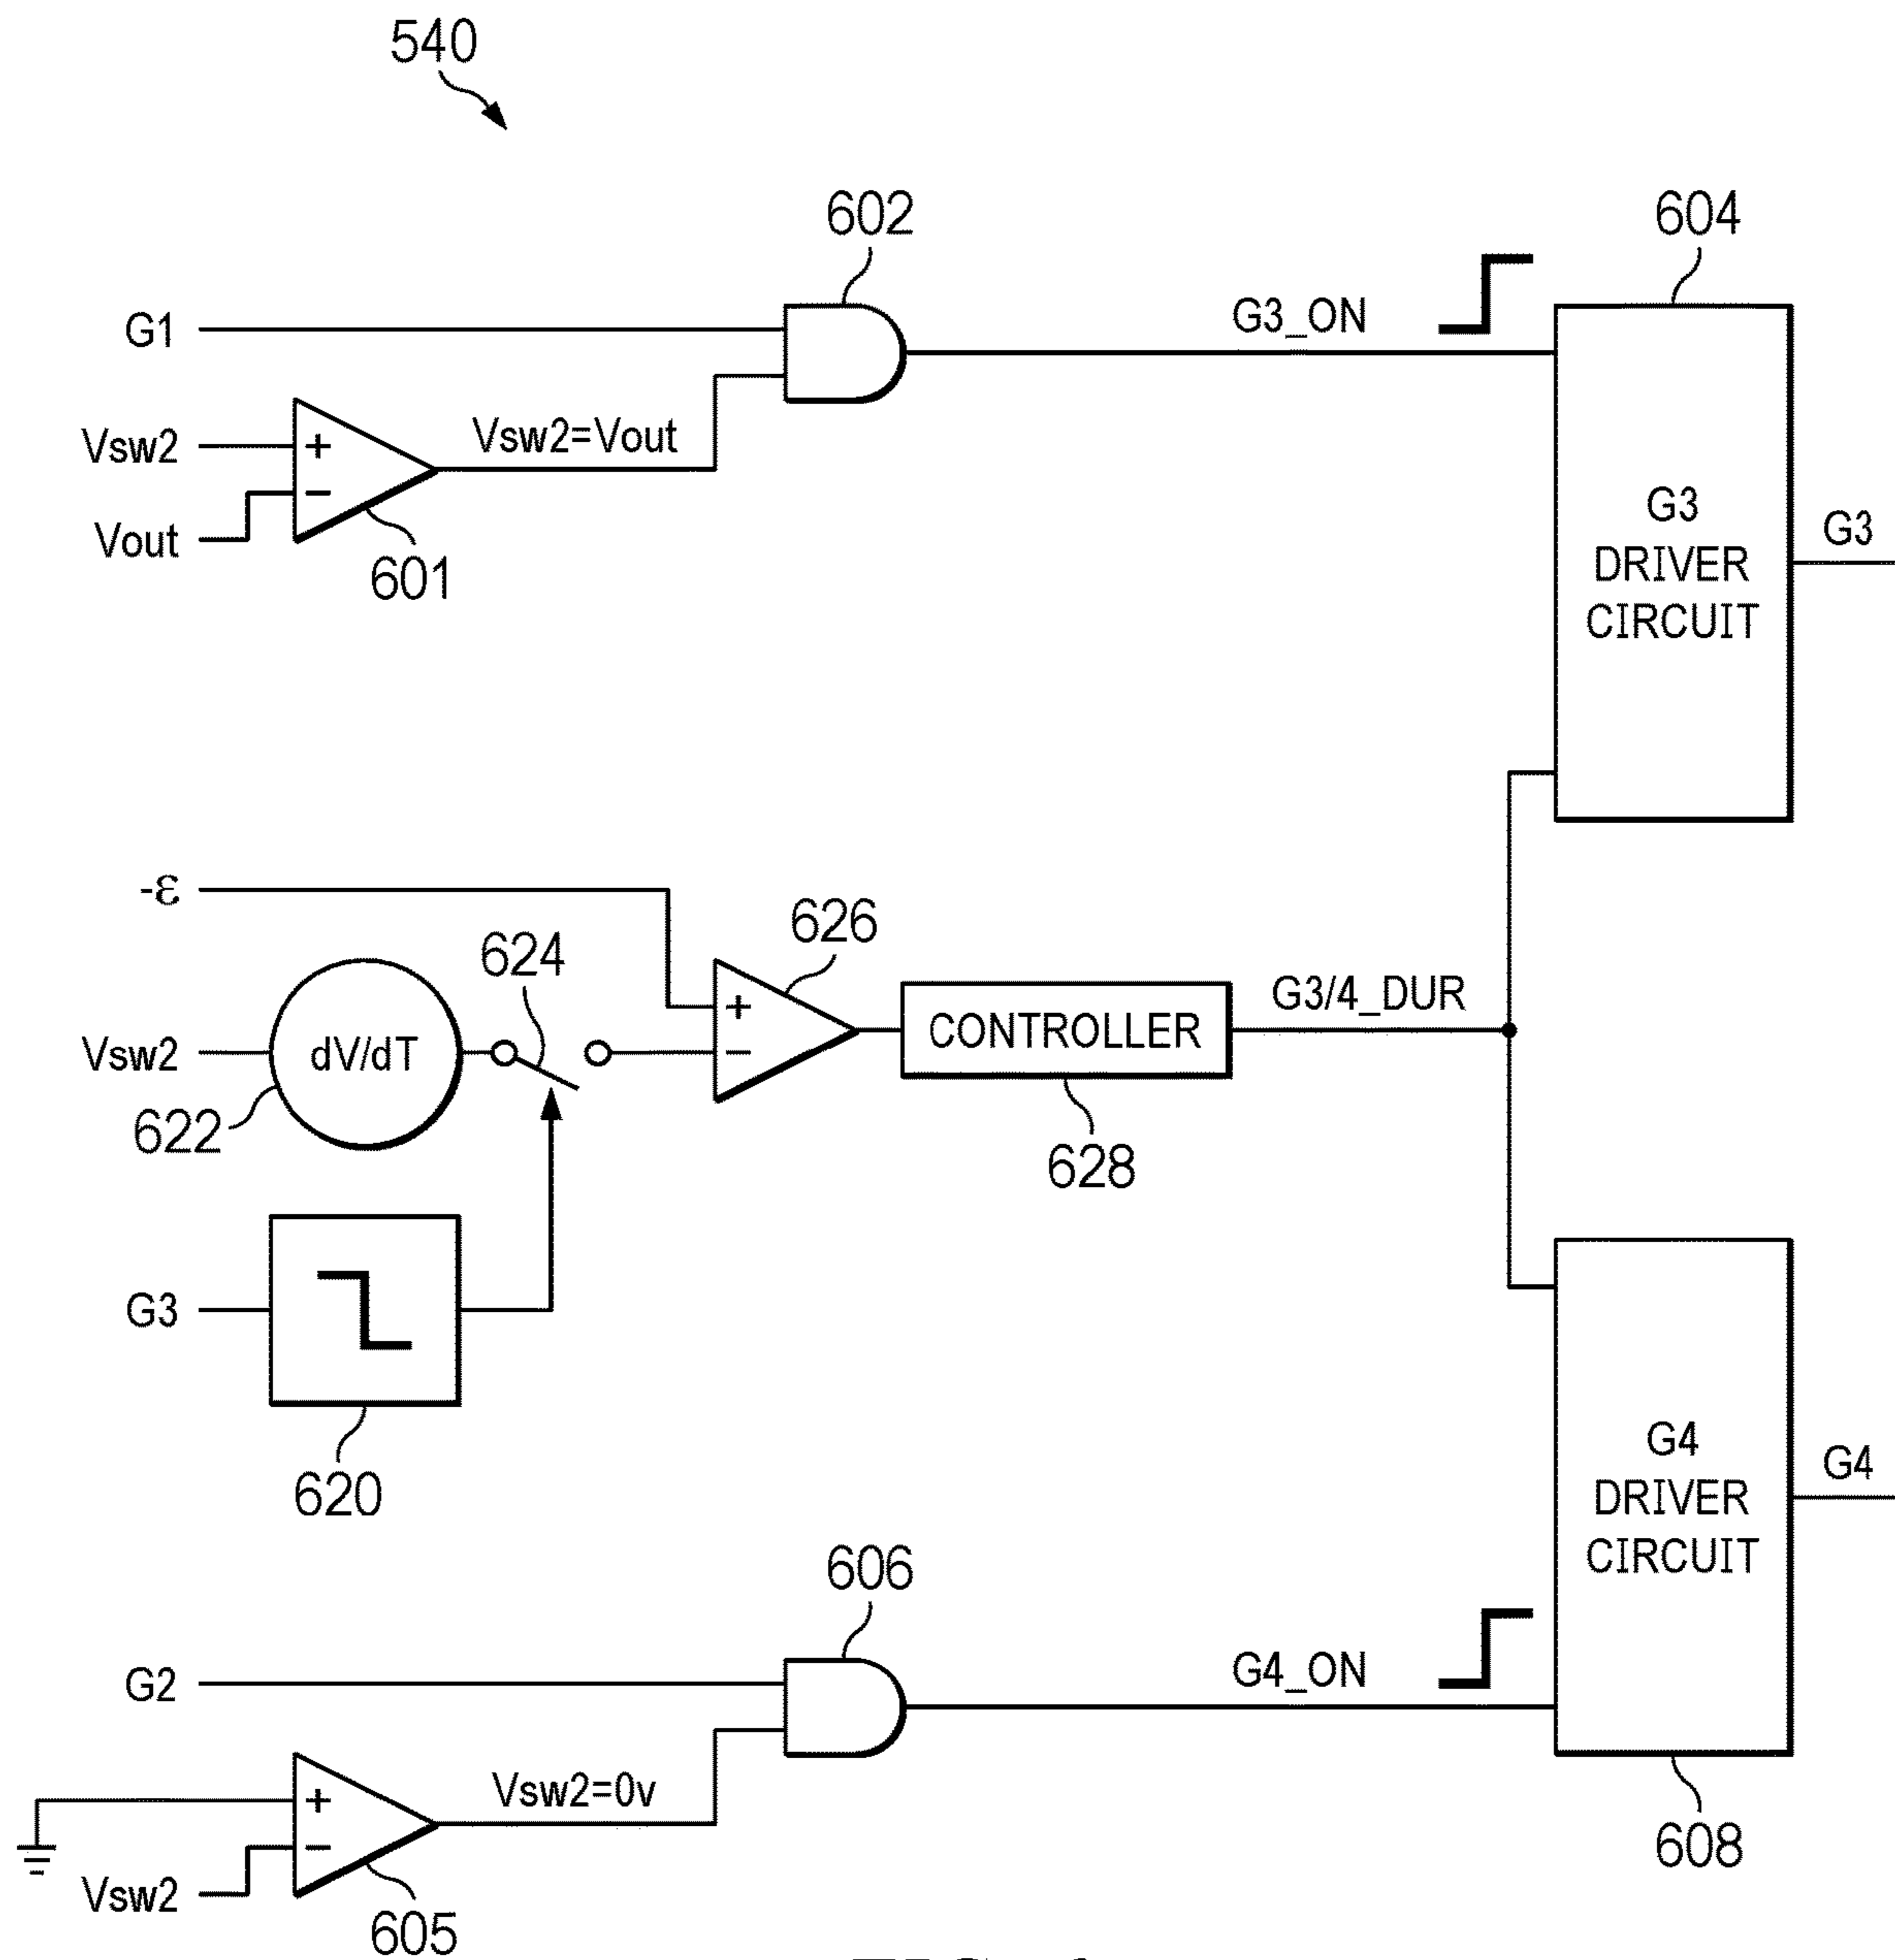 540
602
604
G1
G3_ON
Vsw2
+
Vsw2=Vout
−
Vout
601
G3
DRIVER
CIRCUIT
G3
-ε
626
624
+
G3/4_DUR
Vsw2
dV/dT
−
CONTROLLER
622
628
G3
620
G4
DRIVER
CIRCUIT
G4
606
G2
G4_ON
+
Vsw2=0v
−
Vsw2
605
608